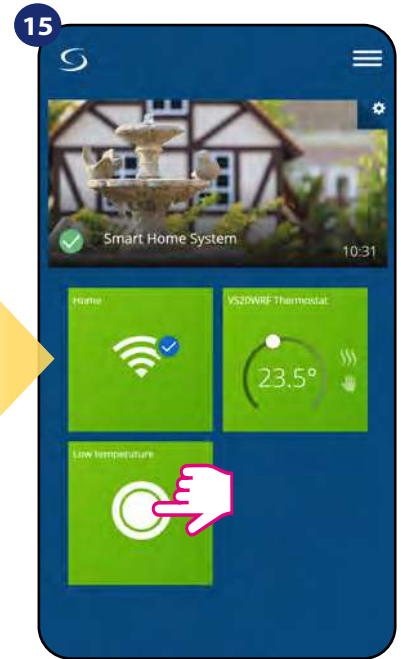 15
Smart Home System
10:31
Home
VS20WRF Thermostat
23.5°
Low temperature